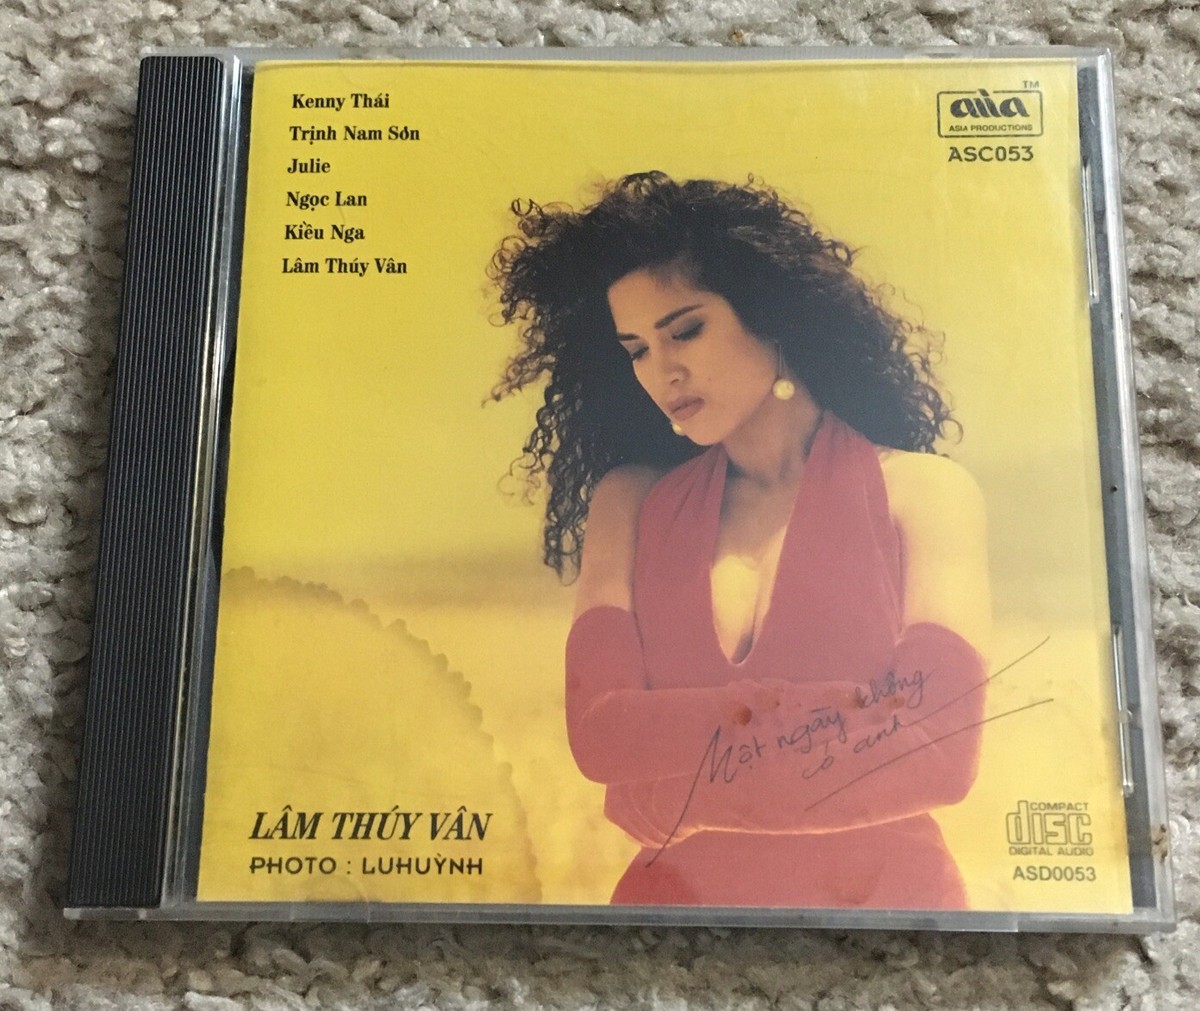 Kenny Thái
Trịnh Nam Sơn
Julie
Ngọc Lan
Kiều Nga
Lâm Thúy Vân
TM
asia
ASIA PRODUCTIONS
ASC053
Một ngày không
có anh
LÂM THÚY VÂN
PHOTO : LUHUỲNH
COMPACT
disc
DIGITAL AUDIO
ASD0053